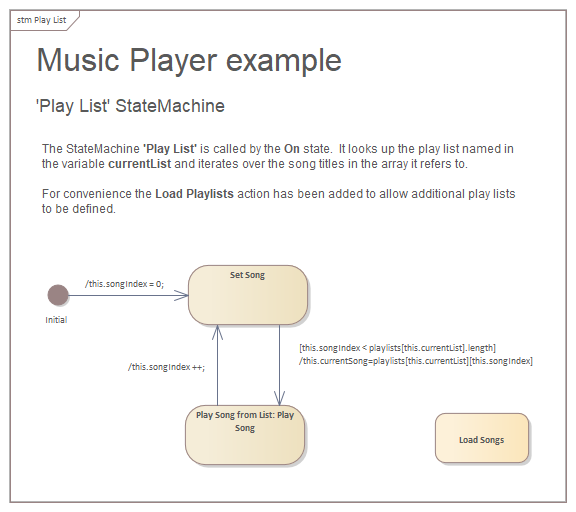 stm Play List
Music Player example
'Play List' StateMachine
The StateMachine 'Play List' is called by the On state. It looks up the play list named in
the variable currentList and iterates over the song titles in the array it refers to.
For convenience the Load Playlists action has been added to allow additional play lists
to be defined.
Set Song
/this.songIndex = 0;
Initial
[this.songIndex < playlists[this.currentList].length]
/this.currentSong=playlists[this.currentList][this.songIndex]
/this.songIndex ++;
Play Song from List: Play
Song
Load Songs